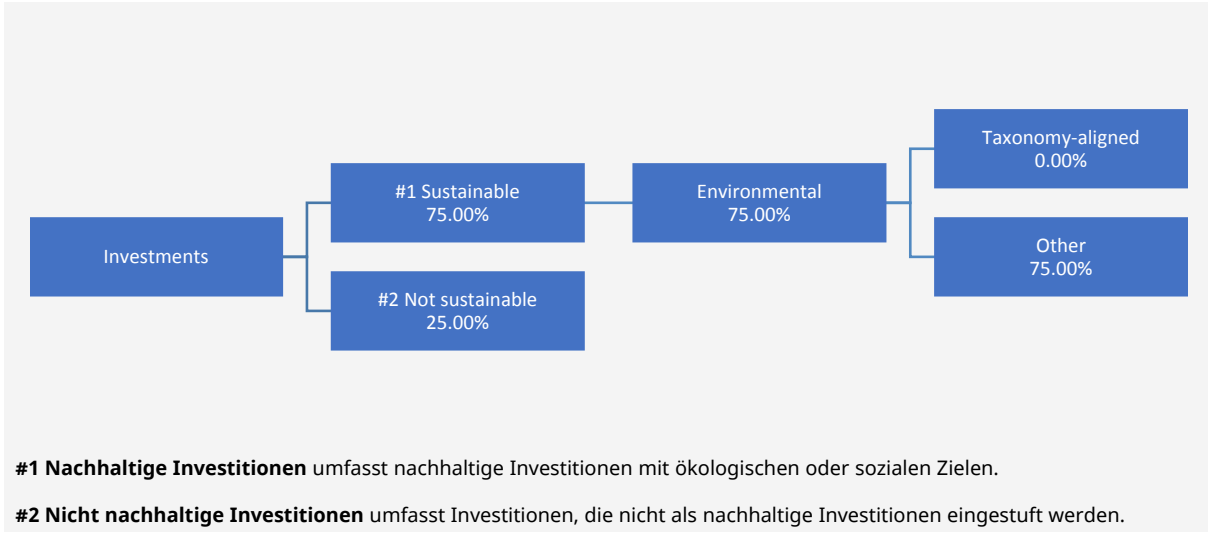 Investments
#1 Sustainable
75.00%
#2 Not sustainable
25.00%
Environmental
75.00%
Taxonomy-aligned
0.00%
Other
75.00%
#1 Nachhaltige Investitionen umfasst nachhaltige Investitionen mit ökologischen oder sozialen Zielen.
#2 Nicht nachhaltige Investitionen umfasst Investitionen, die nicht als nachhaltige Investitionen eingestuft werden.